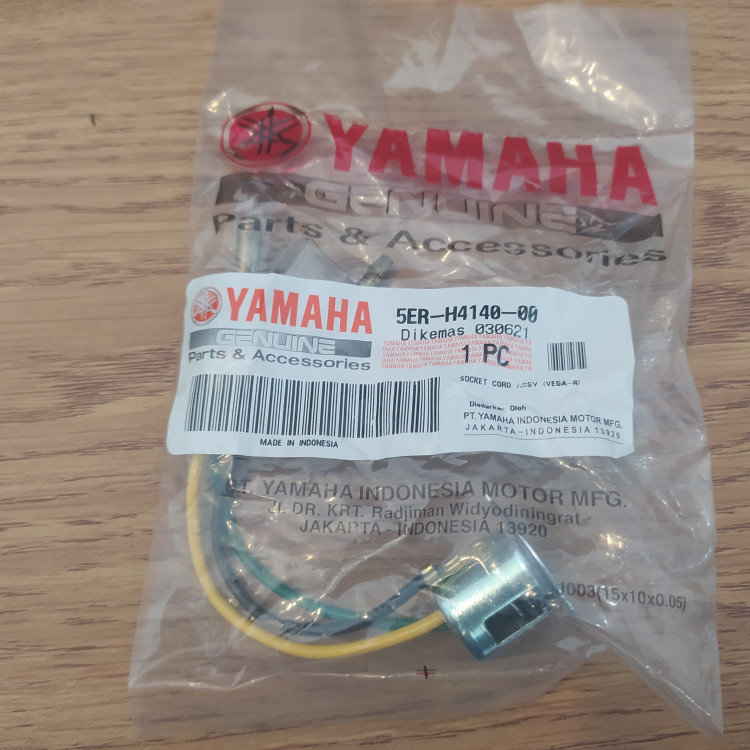 YAMAHA
GENUINE
Parts & Accessories
YAMAHA
GENUINE
Parts & Accessories
5ER-H4140-00
Dikemas 030621
1 PC
SOCKET CORD ASSY (VEGA-4)
MADE IN INDONESIA
Diedarkan Oleh
PT. YAMAHA INDONESIA MOTOR MFG.
JAKARTA - INDONESIA 13920
PT. YAMAHA INDONESIA MOTOR MFG.
Jl. DR. KRT. Radjiman Widyodiningrat
JAKARTA - INDONESIA 13920
J003(15x10x0.05)